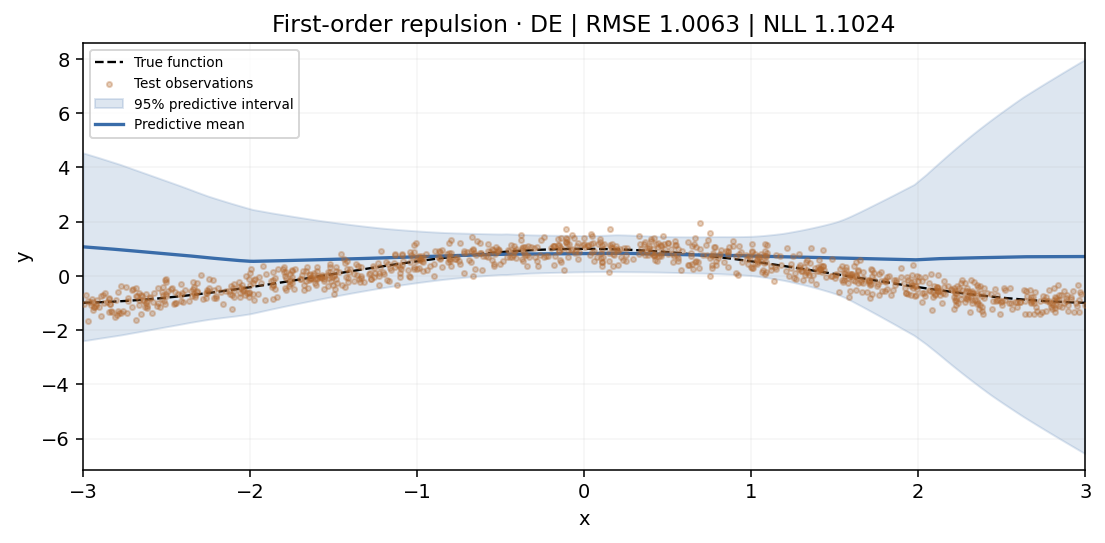 First-order repulsion · DE | RMSE 1.0063 | NLL 1.1024
True function
Test observations
95% predictive interval
Predictive mean
8
6
4
2
0
−2
−4
−6
y
−3
−2
−1
0
1
2
3
x